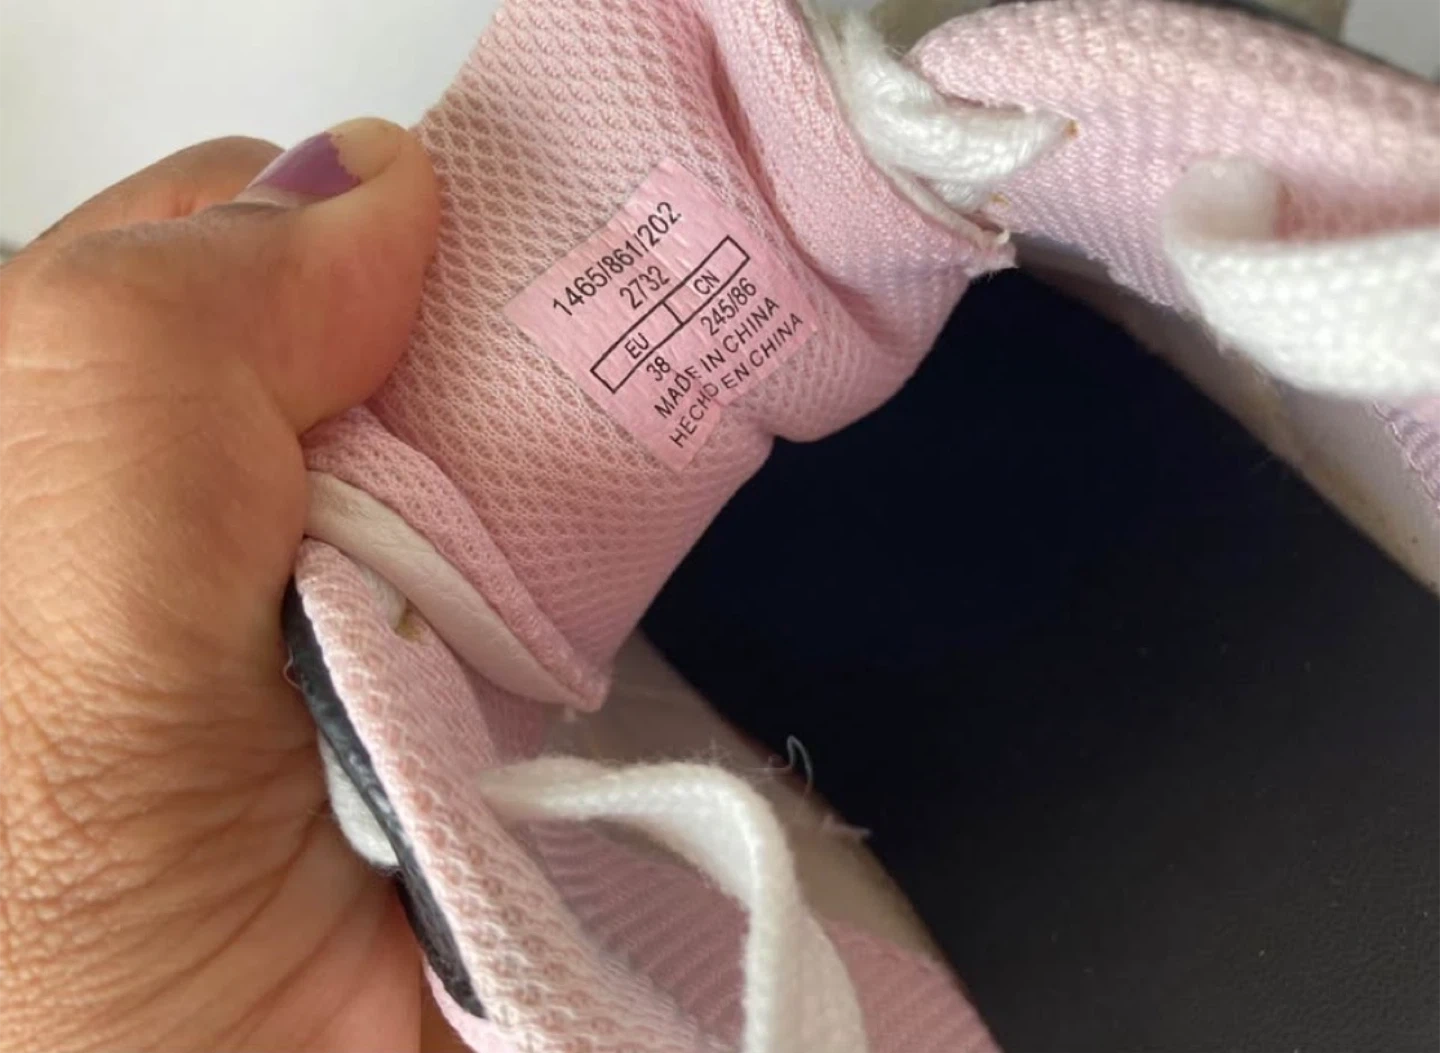 1465/861/202
2732
EU CN
38 245/86
MADE IN CHINA
HECHO EN CHINA